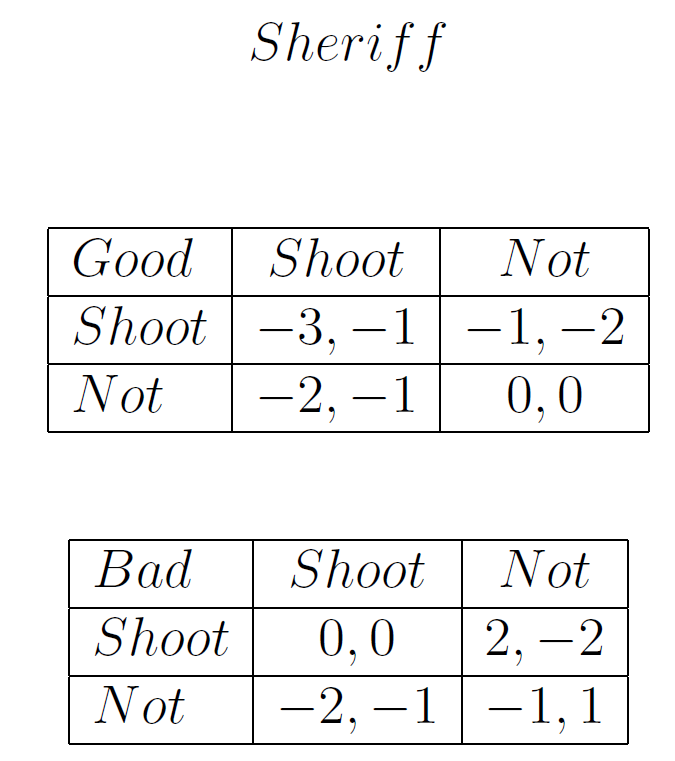 Sheriff
Good Shoot Not
Shoot −3, −1 −1, −2
Not −2, −1 0, 0
Bad Shoot Not
Shoot 0, 0 2, −2
Not −2, −1 −1, 1